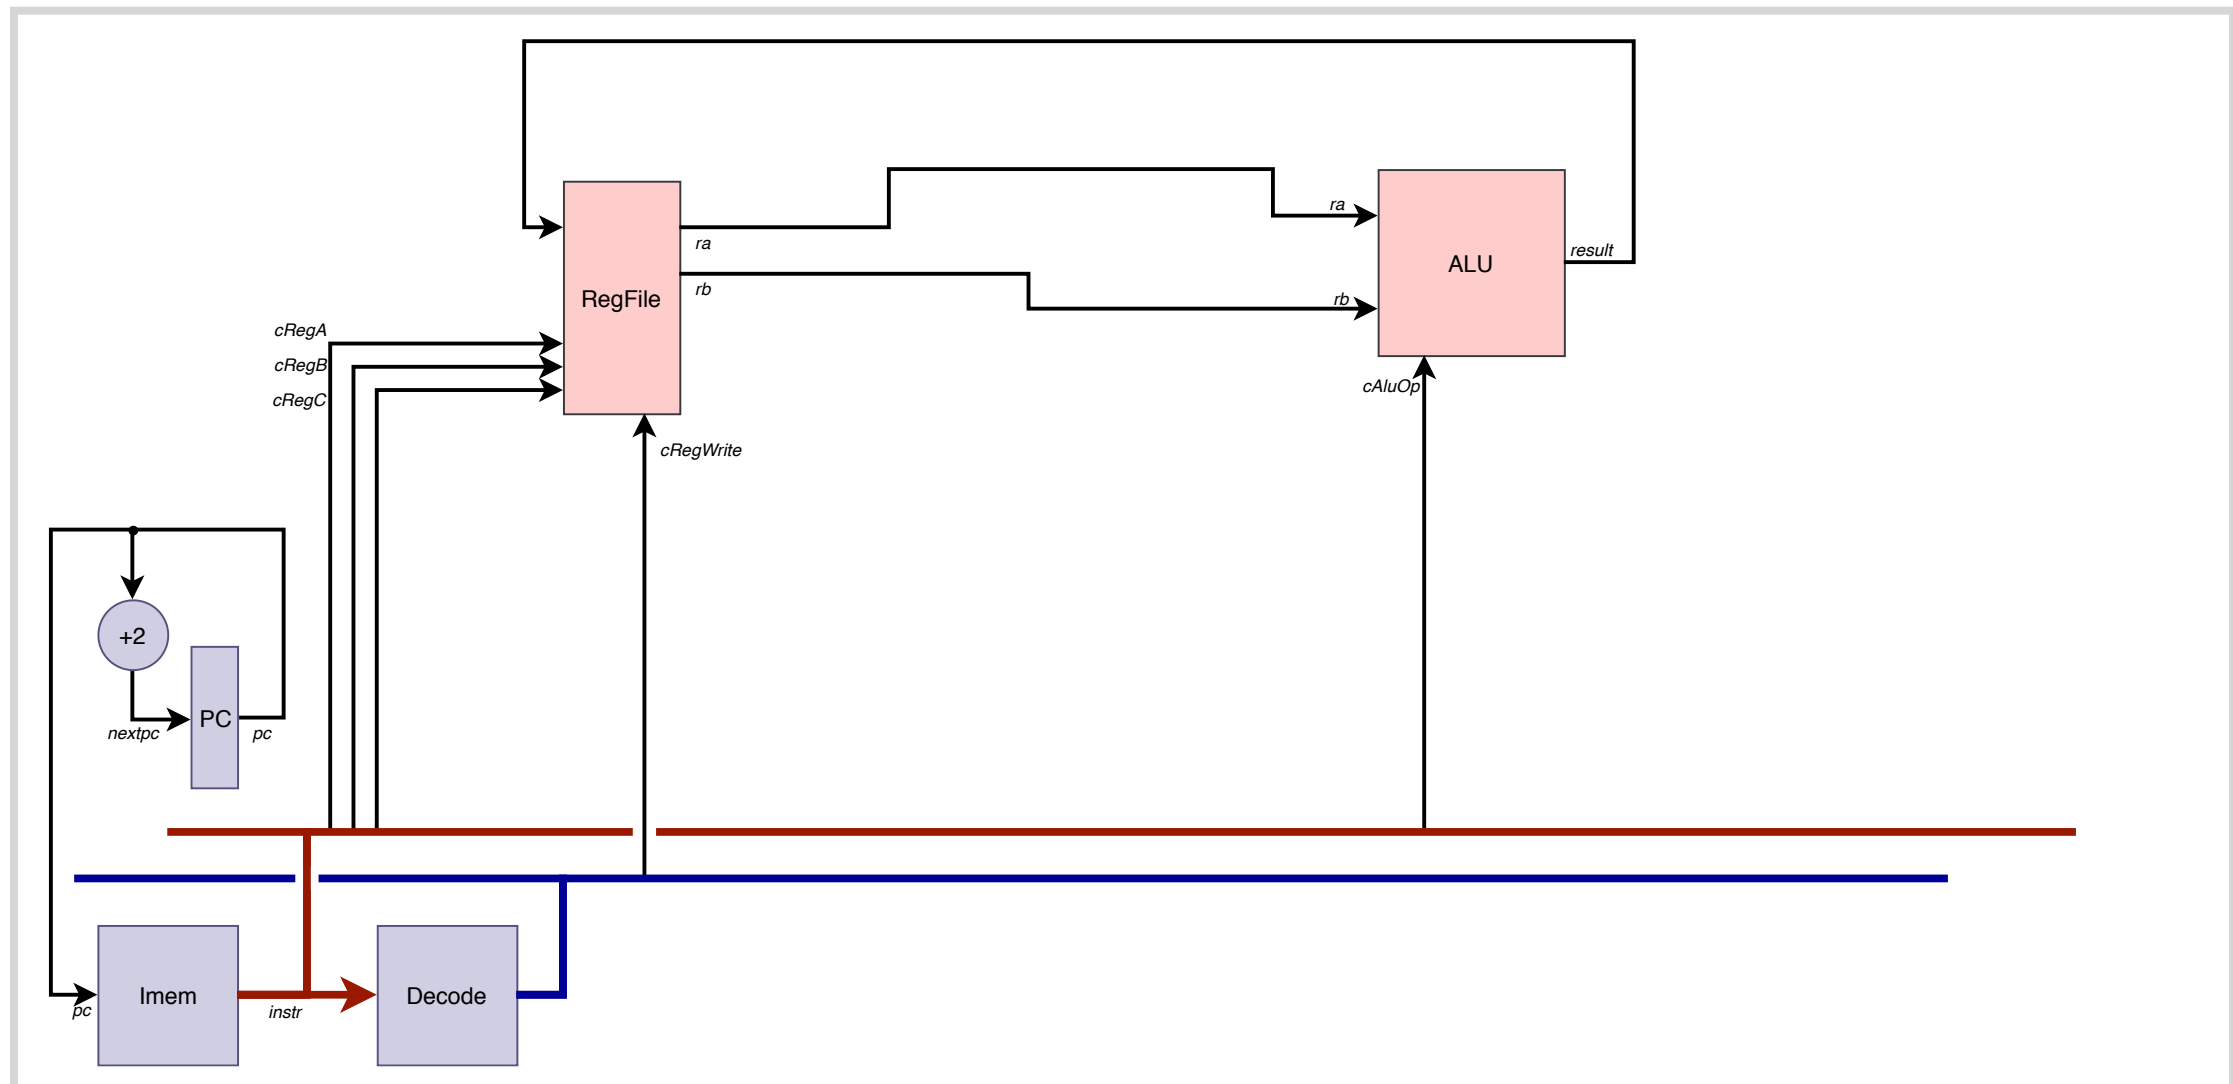 ra
result
ALU
ra
rb
RegFile
rb
cRegA
cRegB
cRegC
cAluOp
cRegWrite
+2
PC
nextpc
pc
Imem
Decode
pc
instr